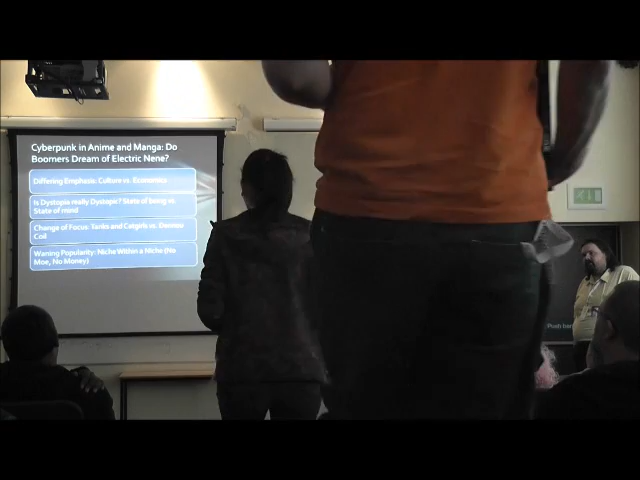 Cyberpunk in Anime and Manga: Do
Boomers Dream of Electric Nene?
Differing Emphasis: Culture vs. Economics
Is Dystopia really Dystopic? State of being vs.
State of mind
Change of Focus: Tanks and Catgirls vs. Dennou
Coil
Waning Popularity: Niche Within a Niche (No
Moe, No Money)
Push